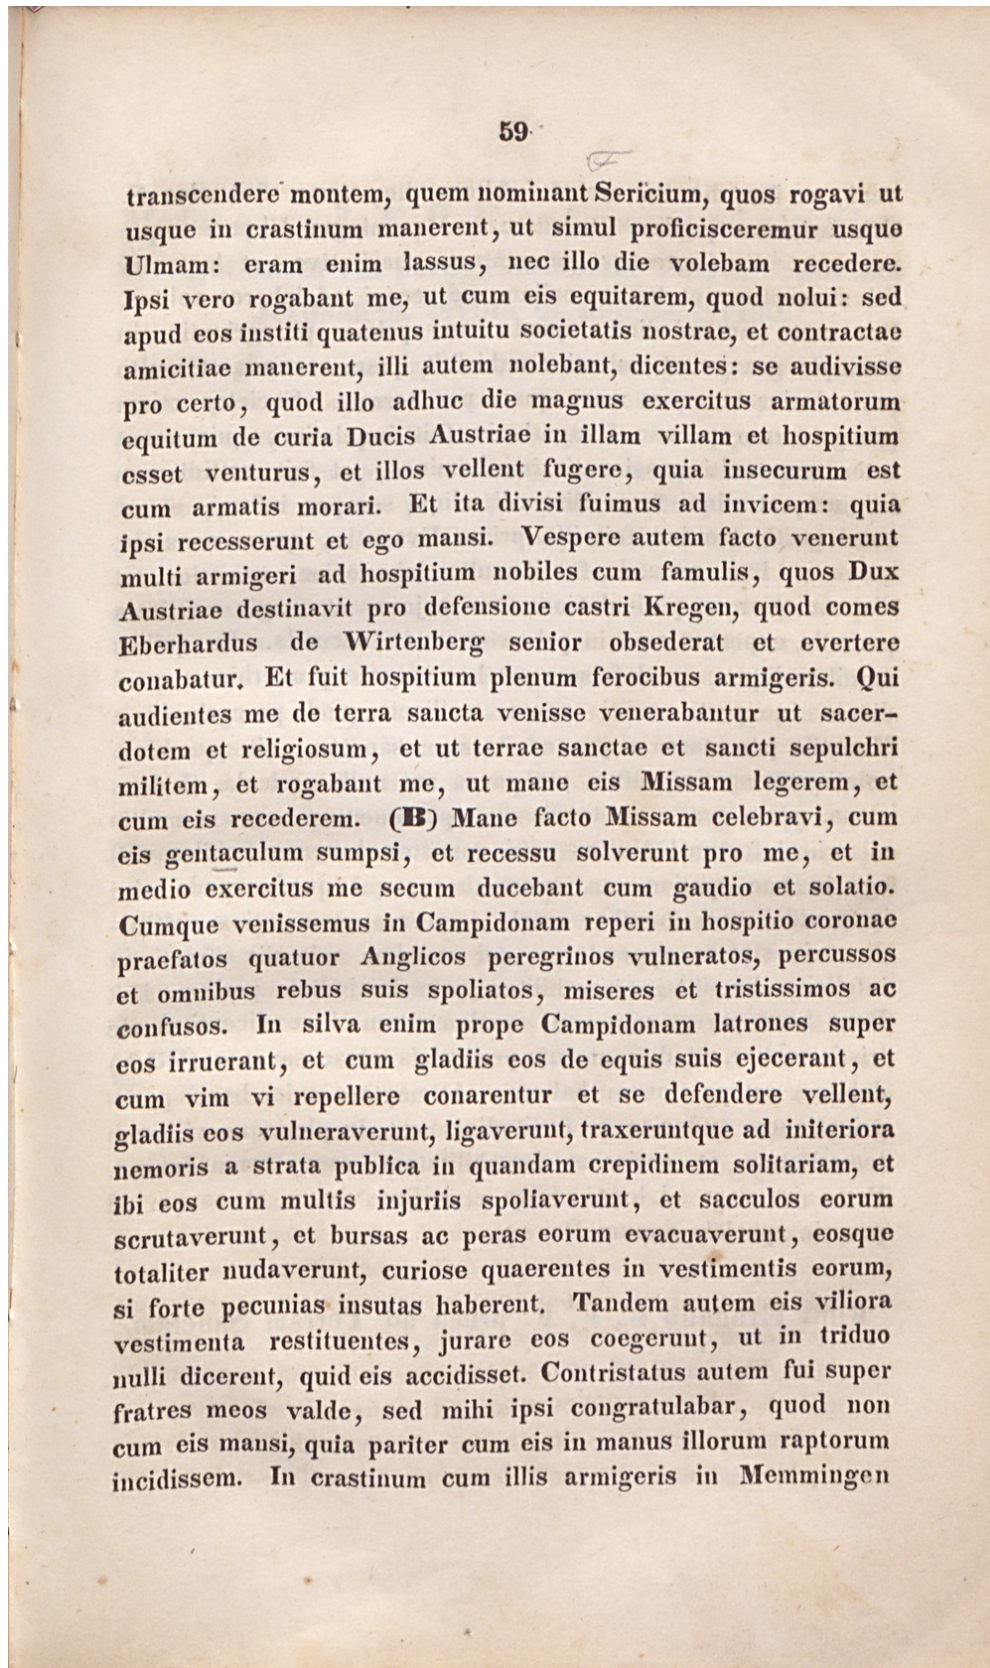 59
transcendere montem, quem nominant Sericium, quos rogavi ut
usque in crastinum manerent, ut simul proficisceremur usque
Ulmam: eram enim lassus, nec illo die volebam recedere.
Ipsi vero rogabant me, ut cum eis equitarem, quod nolui: sed
apud eos institi quatenus intuitu societatis nostrae, et contractae
amicitiae manerent, illi autem nolebant, dicentes: se audivisse
pro certo, quod illo adhuc die magnus exercitus armatorum
equitum de curia Ducis Austriae in illam villam et hospitium
esset venturus, et illos vellent fugere, quia insecurum est
cum armatis morari. Et ita divisi fuimus ad invicem: quia
ipsi recesserunt et ego mansi. Vespere autem facto venerunt
multi armigeri ad hospitium nobiles cum famulis, quos Dux
Austriae destinavit pro defensione castri Kregen, quod comes
Eberhardus de Wirtenberg senior obsederat et evertere
conabatur. Et fuit hospitium plenum ferocibus armigeris. Qui
audientes me de terra sancta venisse venerabantur ut sacer-
dotem et religiosum, et ut terrae sanctae et sancti sepulchri
militem, et rogabant me, ut mane eis Missam legerem, et
cum eis recederem. (B) Mane facto Missam celebravi, cum
eis gentaculum sumpsi, et recessu solverunt pro me, et in
medio exercitus me secum ducebant cum gaudio et solatio.
Cumque venissemus in Campidonam reperi in hospitio coronae
praefatos quatuor Anglicos peregrinos vulneratos, percussos
et omnibus rebus suis spoliatos, miseres et tristissimos ac
confusos. In silva enim prope Campidonam latrones super
eos irruerant, et cum gladiis eos de equis suis ejecerant, et
cum vim vi repellere conarentur et se defendere vellent,
gladiis eos vulneraverunt, ligaverunt, traxeruntque ad initeriora
nemoris a strata publica in quandam crepidinem solitariam, et
ibi eos cum multis injuriis spoliaverunt, et sacculos eorum
scrutaverunt, et bursas ac peras eorum evacuaverunt, eosque
totaliter nudaverunt, curiose quaerentes in vestimentis eorum,
si forte pecunias insutas haberent. Tandem autem eis viliora
vestimenta restituentes, jurare eos coegerunt, ut in triduo
nulli dicerent, quid eis accidisset. Contristatus autem fui super
fratres meos valde, sed mihi ipsi congratulabar, quod non
cum eis mansi, quia pariter cum eis in manus illorum raptorum
incidissem. In crastinum cum illis armigeris in Memmingen